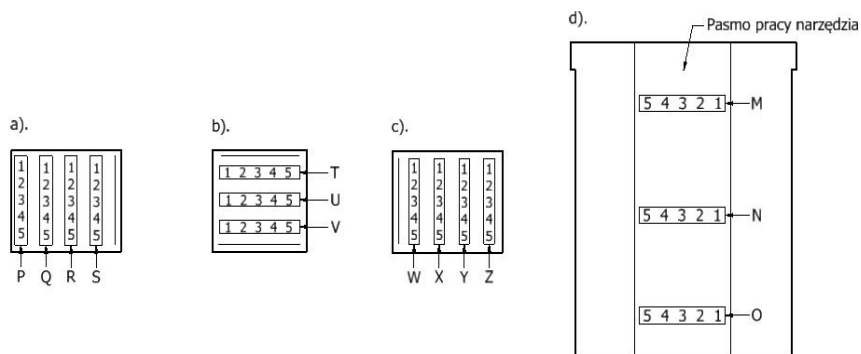 d).
Pasmo pracy narzędzia
5 4 3 2 1 M
a).
b).
c).
1 2 3 4 5
1 2 3 4 5
1 2 3 4 5
1 2 3 4 5
P Q R S
1 2 3 4 5 T
1 2 3 4 5 U
1 2 3 4 5 V
1 2 3 4 5
1 2 3 4 5
1 2 3 4 5
1 2 3 4 5
W X Y Z
5 4 3 2 1 N
5 4 3 2 1 O